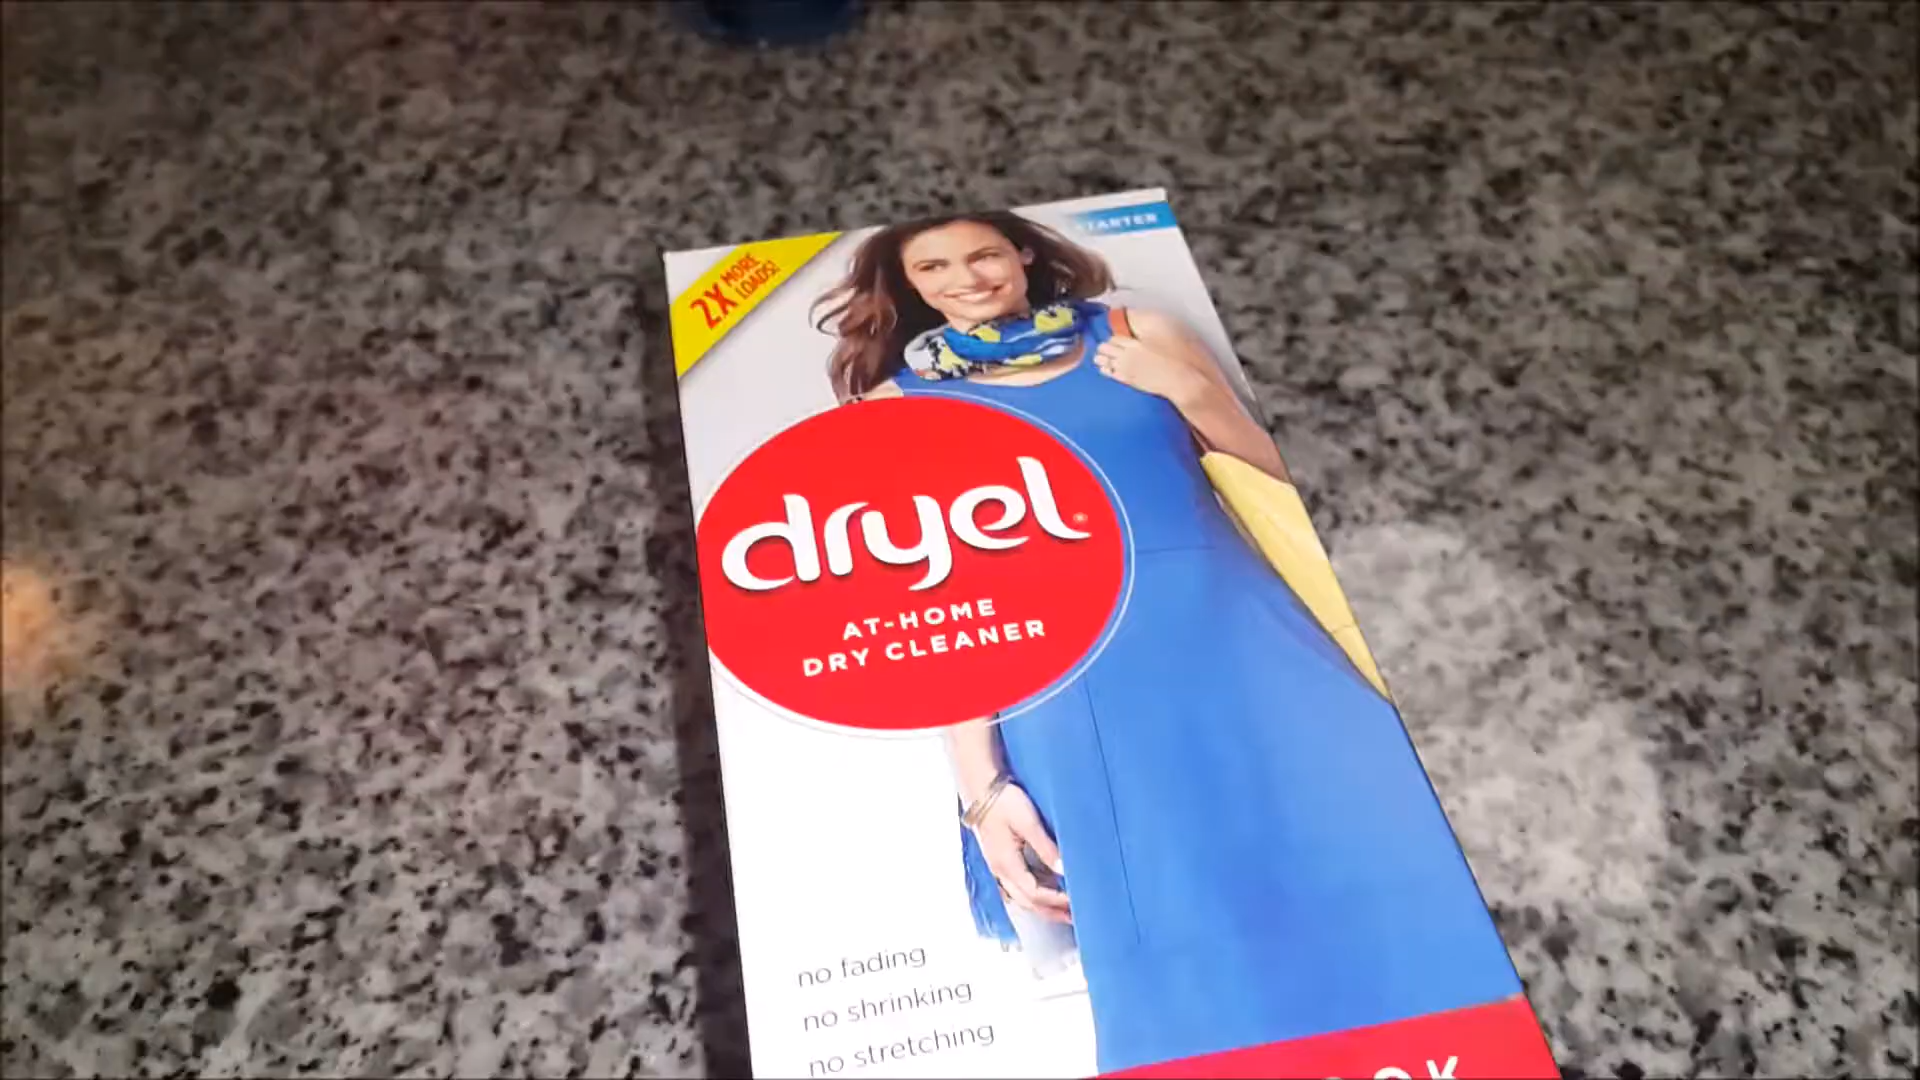 2X MORE
LOADS!
STARTER
dryel®
AT-HOME
DRY CLEANER
no fading
no shrinking
no stretching